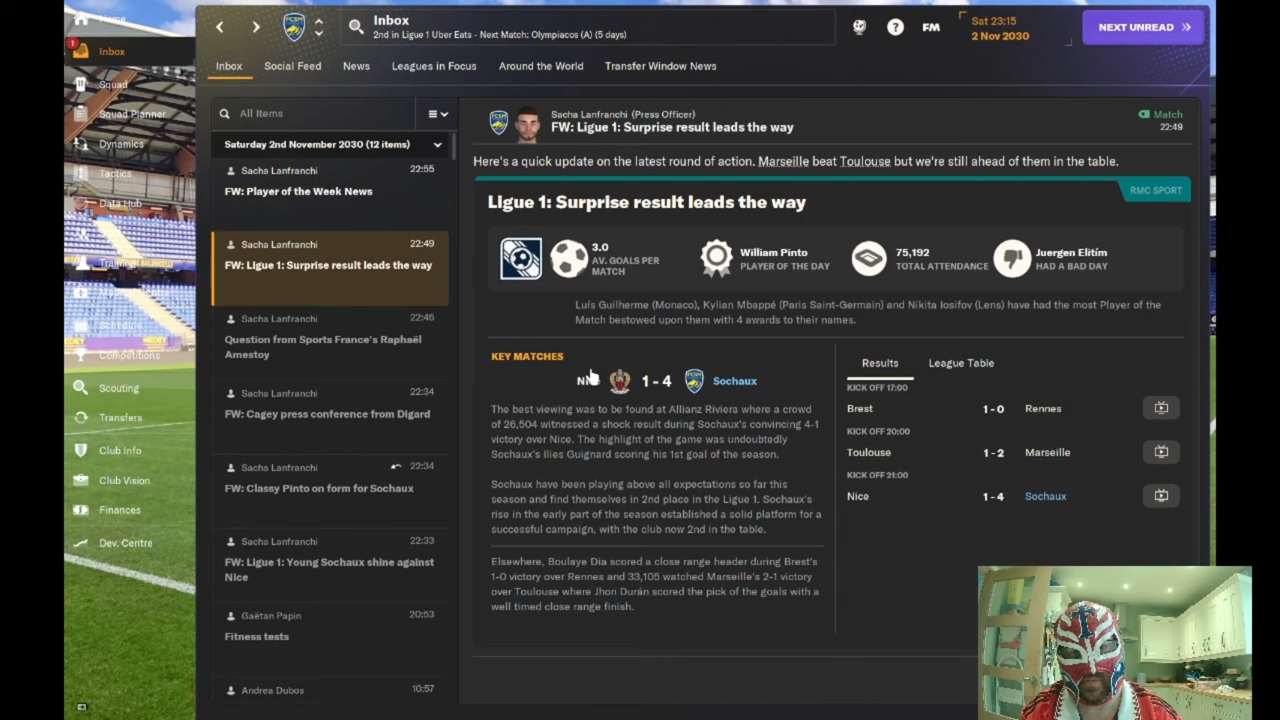 Home
Inbox
1
Squad
Squad Planner
Dynamics
Tactics
Data Hub
Schedule
Competitions
Scouting
Transfers
Club Info
Club Vision
Finances
Dev. Centre
FCSM
Inbox
2nd in Ligue 1 Uber Eats - Next Match: Olympiacos (A) (5 days)
?
FM
Sat 23:15
2 Nov 2030
NEXT UNREAD
Inbox
Social Feed
News
Leagues in Focus
Around the World
Transfer Window News
All Items
Saturday 2nd November 2030 (12 items)
Sacha Lanfranchi
22:55
FW: Player of the Week News
Sacha Lanfranchi
22:49
FW: Ligue 1: Surprise result leads the way
Sacha Lanfranchi
22:45
Question from Sports France's Raphaël
Amestoy
Sacha Lanfranchi
22:34
FW: Cagey press conference from Digard
Sacha Lanfranchi
22:34
FW: Classy Pinto on form for Sochaux
Sacha Lanfranchi
22:33
FW: Ligue 1: Young Sochaux shine against
Nice
Gaëtan Papin
20:53
Fitness tests
Andrea Dubos
10:57
Sacha Lanfranchi (Press Officer)
FW: Ligue 1: Surprise result leads the way
Match
22:49
Here's a quick update on the latest round of action. Marseille beat Toulouse but we're still ahead of them in the table.
RMC SPORT
Ligue 1: Surprise result leads the way
3.0
AV. GOALS PER
MATCH
William Pinto
PLAYER OF THE DAY
75,192
TOTAL ATTENDANCE
Juergen Elitim
HAD A BAD DAY
Luís Guilherme (Monaco), Kylian Mbappé (Paris Saint-Germain) and Nikita Iosifov (Lens) have had the most Player of the
Match bestowed upon them with 4 awards to their names.
KEY MATCHES
1 - 4
Sochaux
The best viewing was to be found at Allianz Riviera where a crowd
of 26,504 witnessed a shock result during Sochaux's convincing 4-1
victory over Nice. The highlight of the game was undoubtedly
Sochaux's Ilies Guignard scoring his 1st goal of the season.
Sochaux have been playing above all expectations so far this
season and find themselves in 2nd place in the Ligue 1. Sochaux's
rise in the early part of the season established a solid platform for a
successful campaign, with the club now 2nd in the table.
Elsewhere, Boulaye Dia scored a close range header during Brest's
1-0 victory over Rennes and 33,105 watched Marseille's 2-1 victory
over Toulouse where Jhon Durán scored the pick of the goals with a
well timed close range finish.
Results
League Table
KICK OFF 17:00
Brest
1 - 0
Rennes
KICK OFF 20:00
Toulouse
1 - 2
Marseille
KICK OFF 21:00
Nice
1 - 4
Sochaux